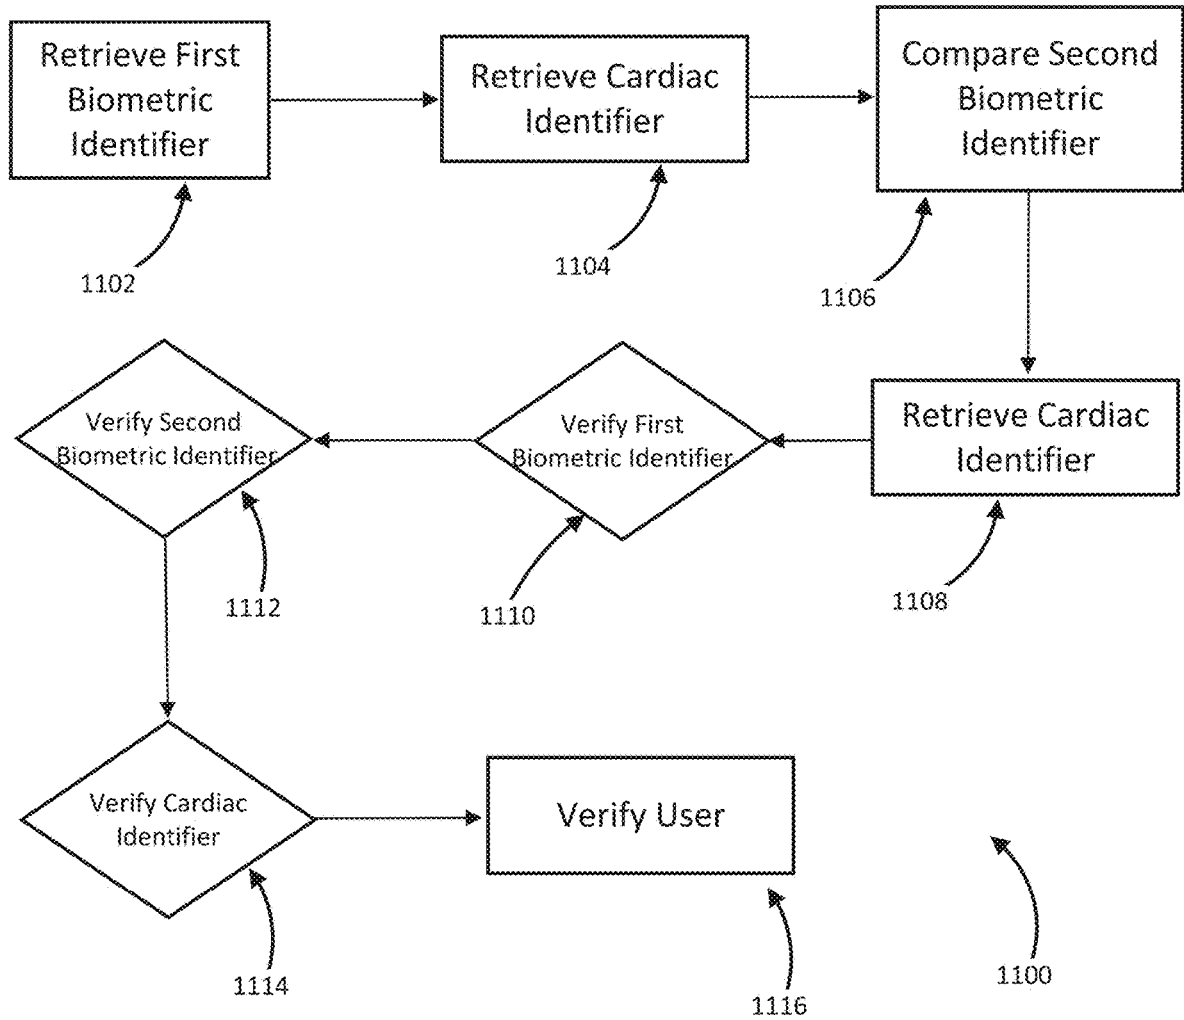 Retrieve First
Biometric
Identifier
Retrieve Cardiac
Identifier
Compare Second
Biometric
Identifier
1102
1104
1106
Verify Second
Biometric Identifier
Verify First
Biometric Identifier
Retrieve Cardiac
Identifier
1112
1110
1108
Verify Cardiac
Identifier
Verify User
1114
1116
1100